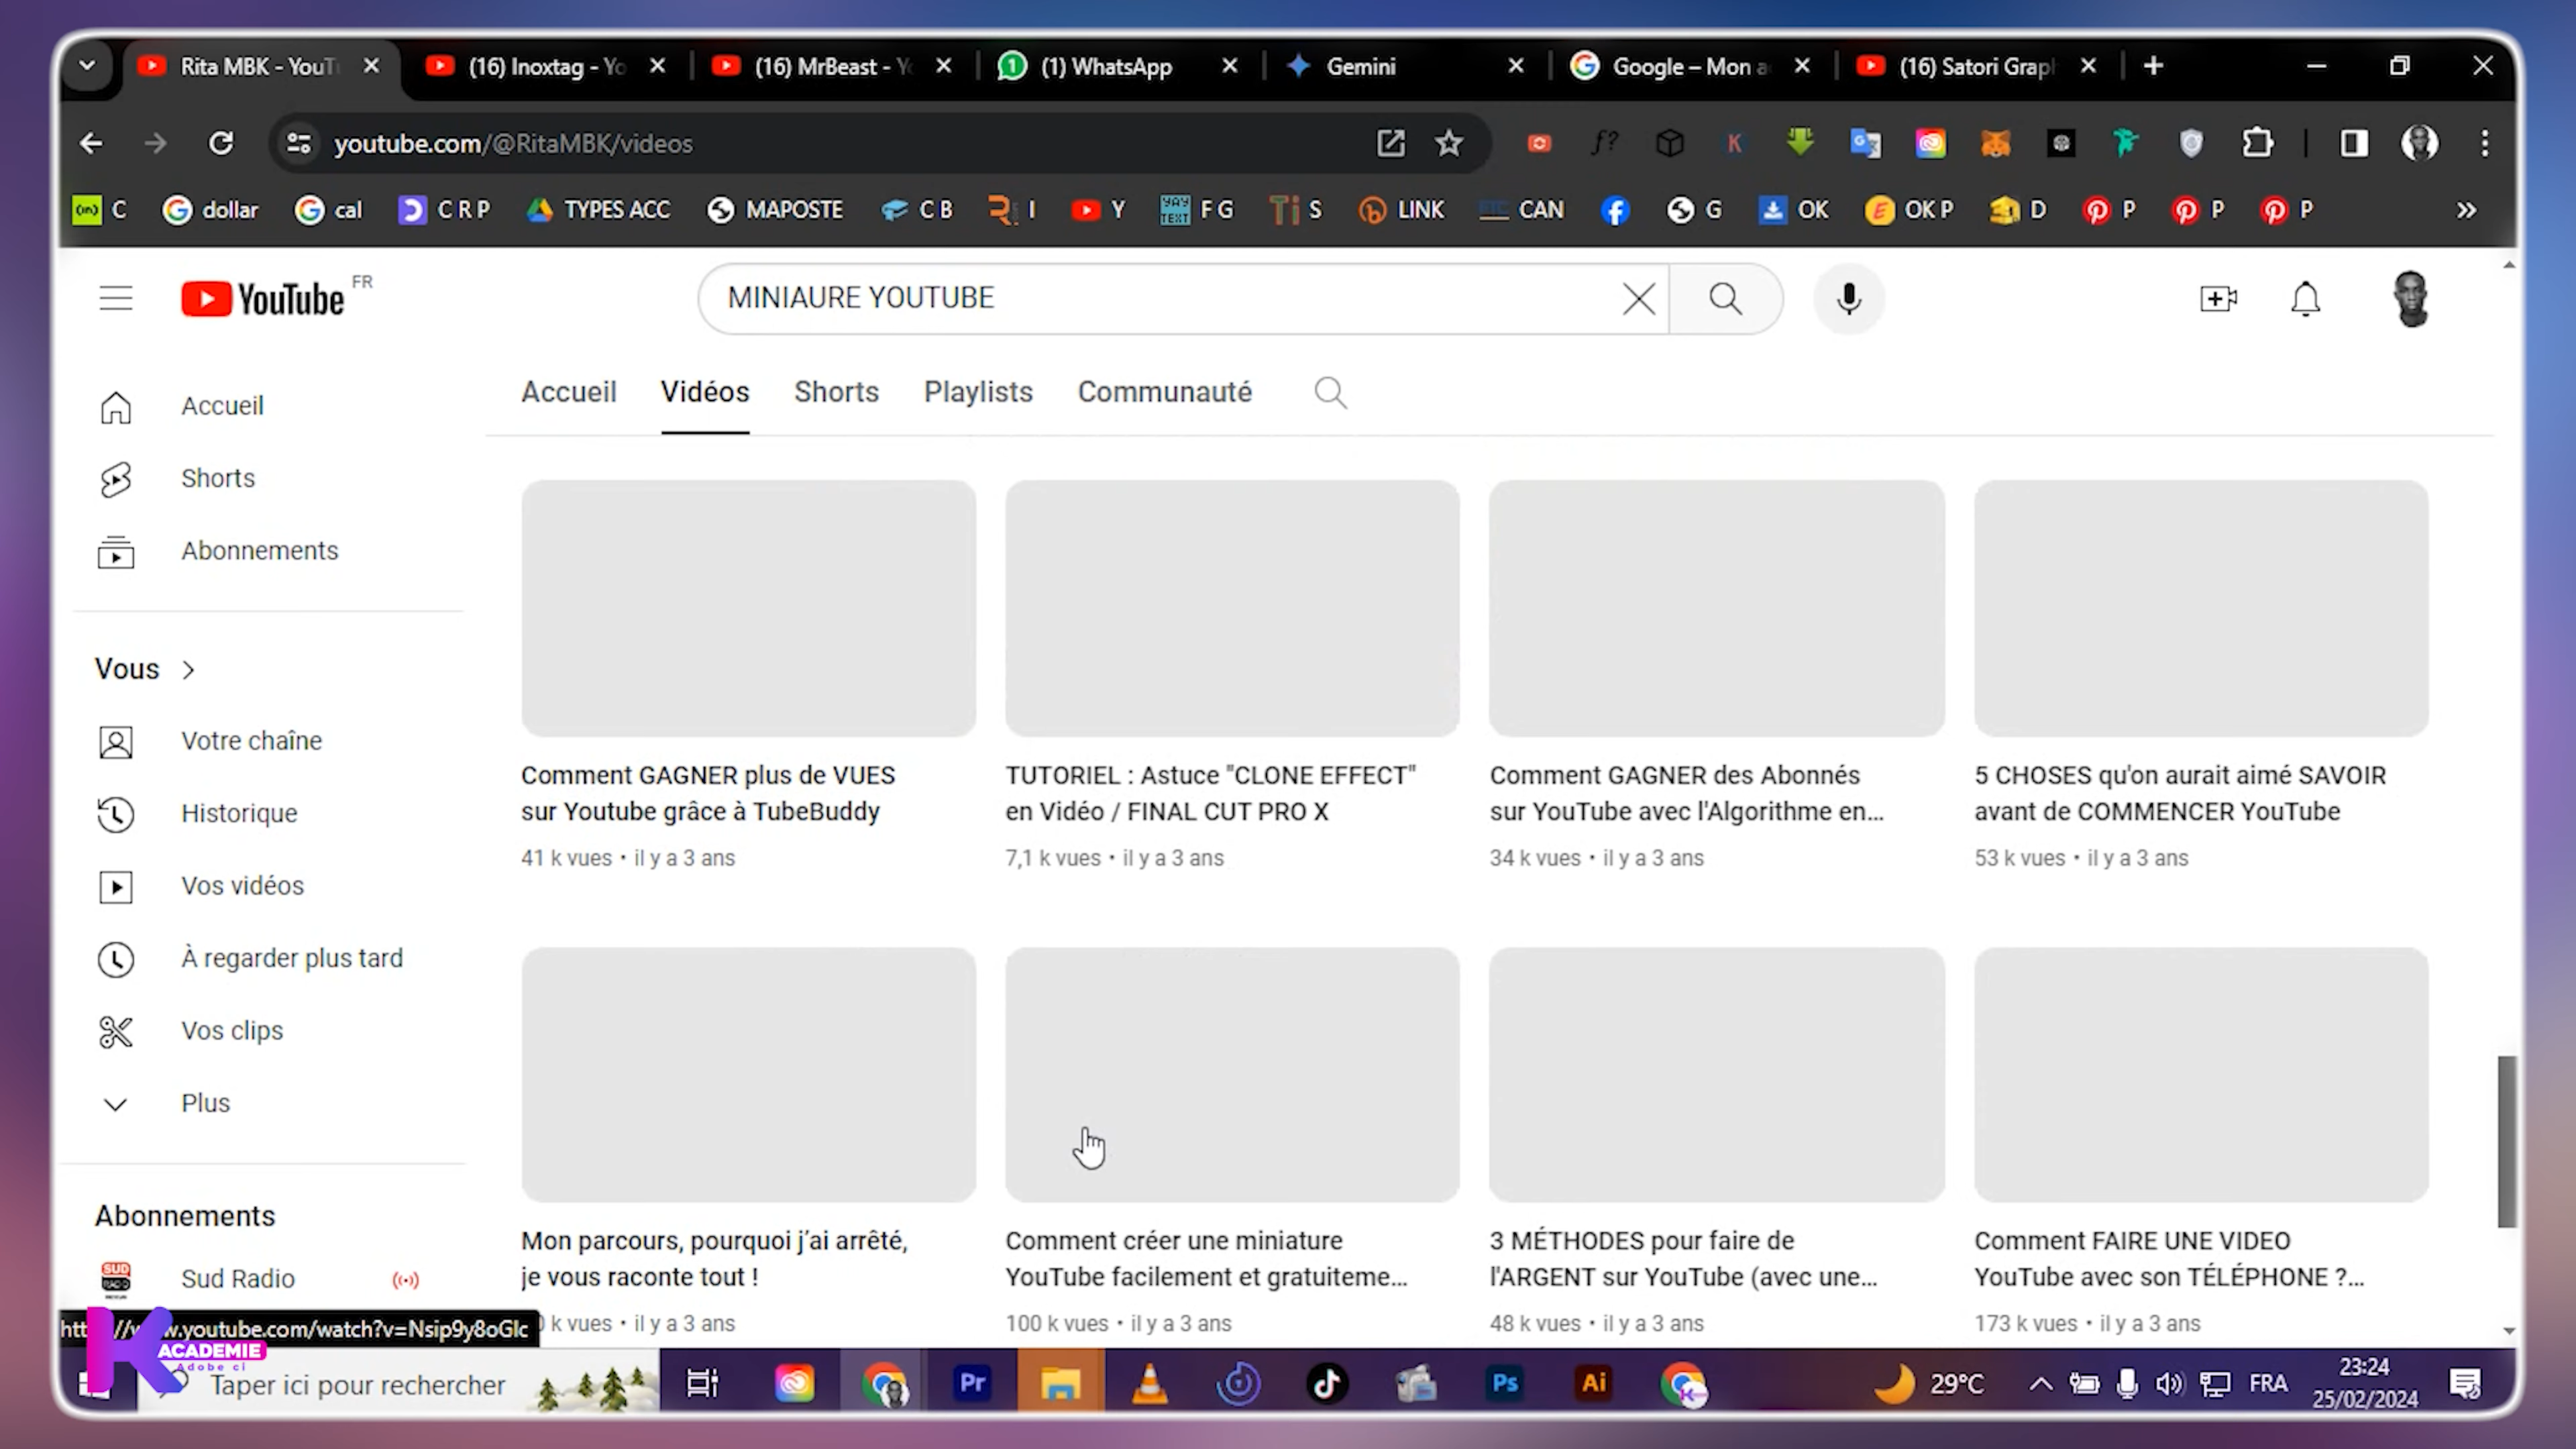 Rita MBK - YouT
(16) Inoxtag - Yo
(16) MrBeast - Y
(1) WhatsApp
Gemini
Google – Mon a
(16) Satori Grap
youtube.com/@RitaMBK/videos
C
dollar
cal
C R P
TYPES ACC
MAPOSTE
C B
I
Y
F G
S
LINK
CAN
G
OK
OK P
D
P
P
P
YouTube FR
MINIAURE YOUTUBE
Accueil
Shorts
Abonnements
Vous
Votre chaîne
Historique
Vos vidéos
À regarder plus tard
Vos clips
Plus
Abonnements
Sud Radio
Accueil Vidéos Shorts Playlists Communauté
Comment GAGNER plus de VUES
sur Youtube grâce à TubeBuddy
41 k vues • il y a 3 ans
TUTORIEL : Astuce "CLONE EFFECT"
en Vidéo / FINAL CUT PRO X
7,1 k vues • il y a 3 ans
Comment GAGNER des Abonnés
sur YouTube avec l'Algorithme en...
34 k vues • il y a 3 ans
5 CHOSES qu'on aurait aimé SAVOIR
avant de COMMENCER YouTube
53 k vues • il y a 3 ans
Mon parcours, pourquoi j'ai arrêté,
je vous raconte tout !
k vues • il y a 3 ans
Comment créer une miniature
YouTube facilement et gratuiteme...
100 k vues • il y a 3 ans
3 MÉTHODES pour faire de
l'ARGENT sur YouTube (avec une...
48 k vues • il y a 3 ans
Comment FAIRE UNE VIDEO
YouTube avec son TÉLÉPHONE ?...
173 k vues • il y a 3 ans
.youtube.com/watch?v=Nsip9y8oGlc
K ACADEMIE
Adobe ci
Taper ici pour rechercher
Pr
Ps
Ai
29°C
FRA
23:24
25/02/2024